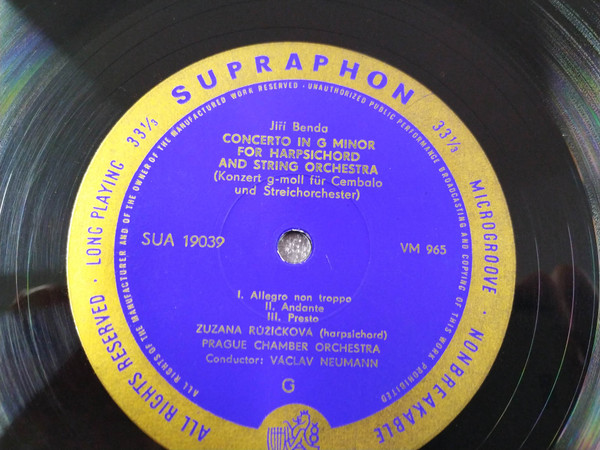 SUPRAPHON
33⅓
MICROGROOVE · NONBREAKABLE
33⅓
ALL RIGHTS RESERVED · LONG PLAYING
ALL RIGHTS OF THE MANUFACTURER AND OF THE OWNER OF THE MANUFACTURED WORK RESERVED · UNAUTHORIZED PUBLIC PERFORMANCE BROADCASTING AND COPYING OF THIS WORK PROHIBITED
Jiří Benda
CONCERTO IN G MINOR
FOR HARPSICHORD
AND STRING ORCHESTRA
(Konzert g-moll für Cembalo
und Streichorchester)
SUA 19039
VM 965
I. Allegro non troppo
II. Andante
III. Presto
ZUZANA RŮŽIČKOVÁ (harpsichord)
PRAGUE CHAMBER ORCHESTRA
Conductor: VÁCLAV NEUMANN
G